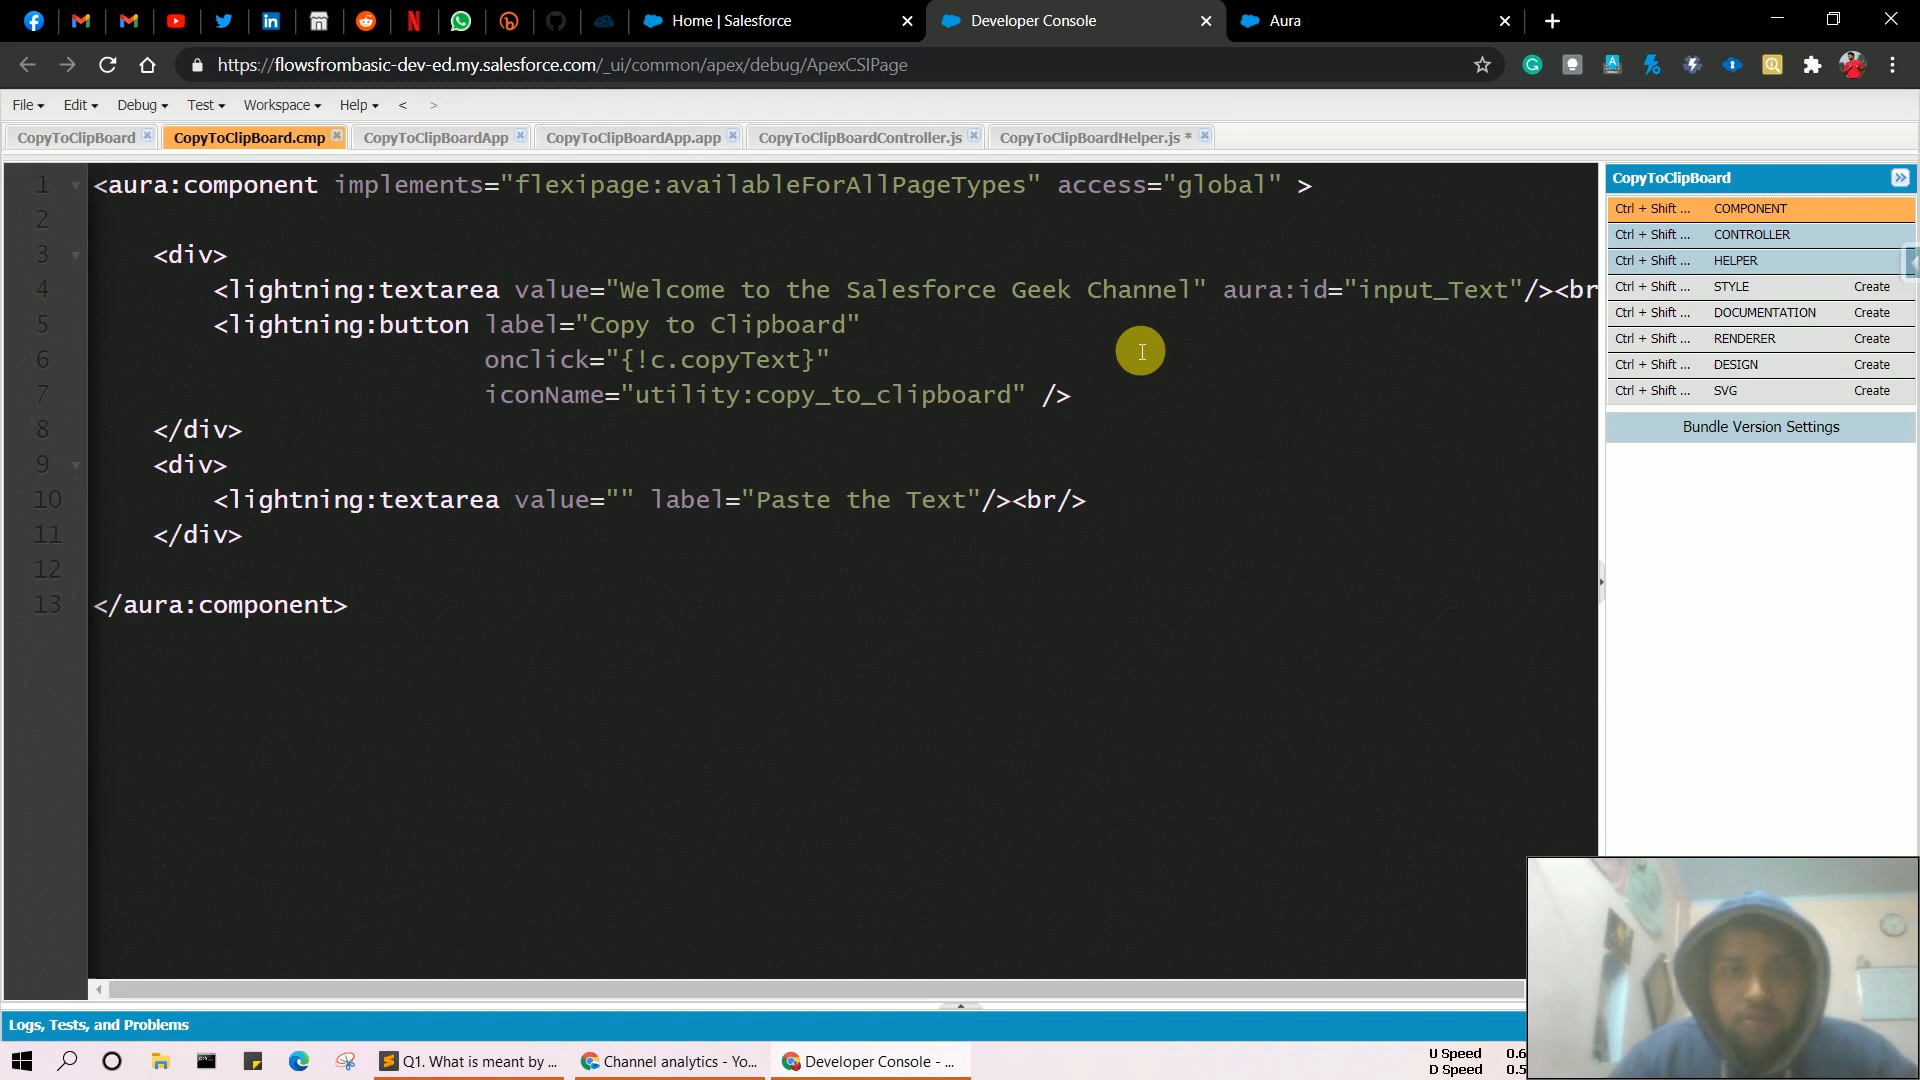 Home | Salesforce
Developer Console
Aura
https://flowsfrombasic-dev-ed.my.salesforce.com/_ui/common/apex/debug/ApexCSIPage
File Edit Debug Test Workspace Help < >
CopyToClipBoard
CopyToClipBoard.cmp
CopyToClipBoardApp
CopyToClipBoardApp.app
CopyToClipBoardController.js
CopyToClipBoardHelper.js *
1 <aura:component implements="flexipage:availableForAllPageTypes" access="global" >
2
3 <div>
4 <lightning:textarea value="Welcome to the Salesforce Geek Channel" aura:id="input_Text"/><br
5 <lightning:button label="Copy to Clipboard"
6 onclick="{!c.copyText}"
7 iconName="utility:copy_to_clipboard" />
8 </div>
9 <div>
10 <lightning:textarea value="" label="Paste the Text"/><br/>
11 </div>
12
13 </aura:component>
CopyToClipBoard
Ctrl + Shift ... COMPONENT
Ctrl + Shift ... CONTROLLER
Ctrl + Shift ... HELPER
Ctrl + Shift ... STYLE Create
Ctrl + Shift ... DOCUMENTATION Create
Ctrl + Shift ... RENDERER Create
Ctrl + Shift ... DESIGN Create
Ctrl + Shift ... SVG Create
Bundle Version Settings
Logs, Tests, and Problems
Q1. What is meant by ...
Channel analytics - Yo...
Developer Console - ...
U Speed 0.6
D Speed 0.5